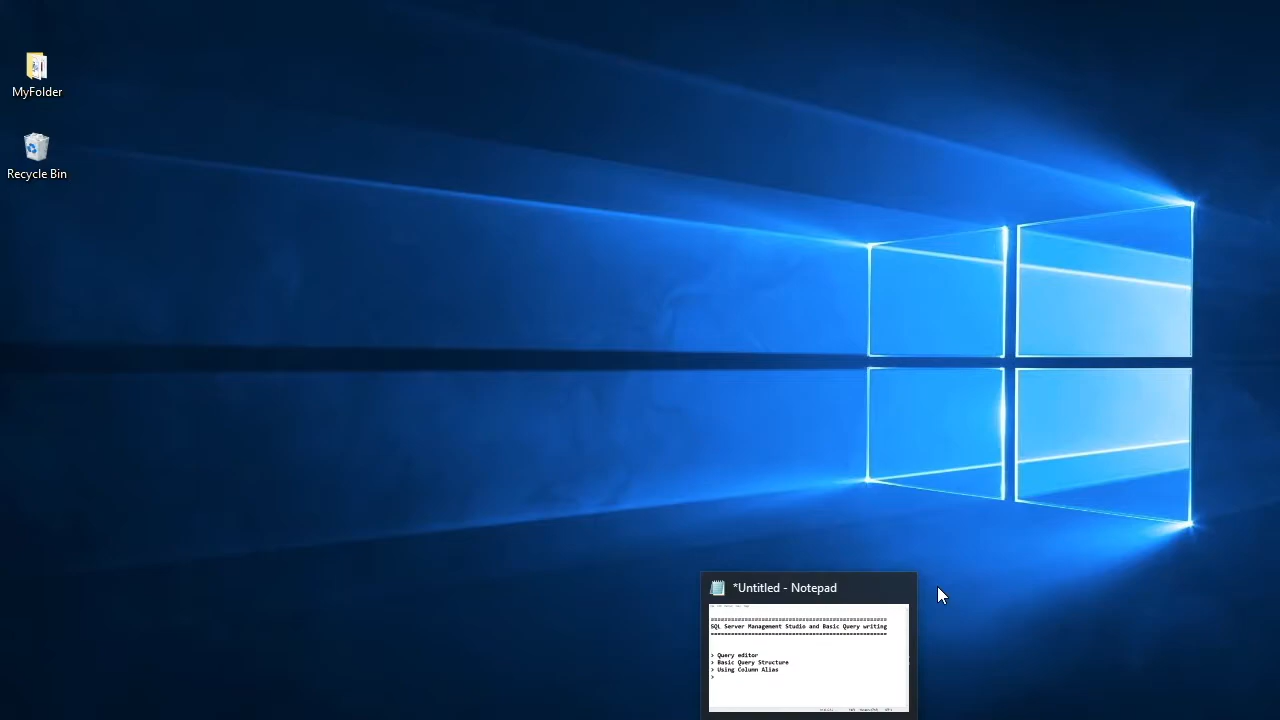 MyFolder
Recycle Bin
*Untitled - Notepad
SQL Server Management Studio and Basic Query writing
> Query editor
> Basic Query Structure
> Using Column Alias
>